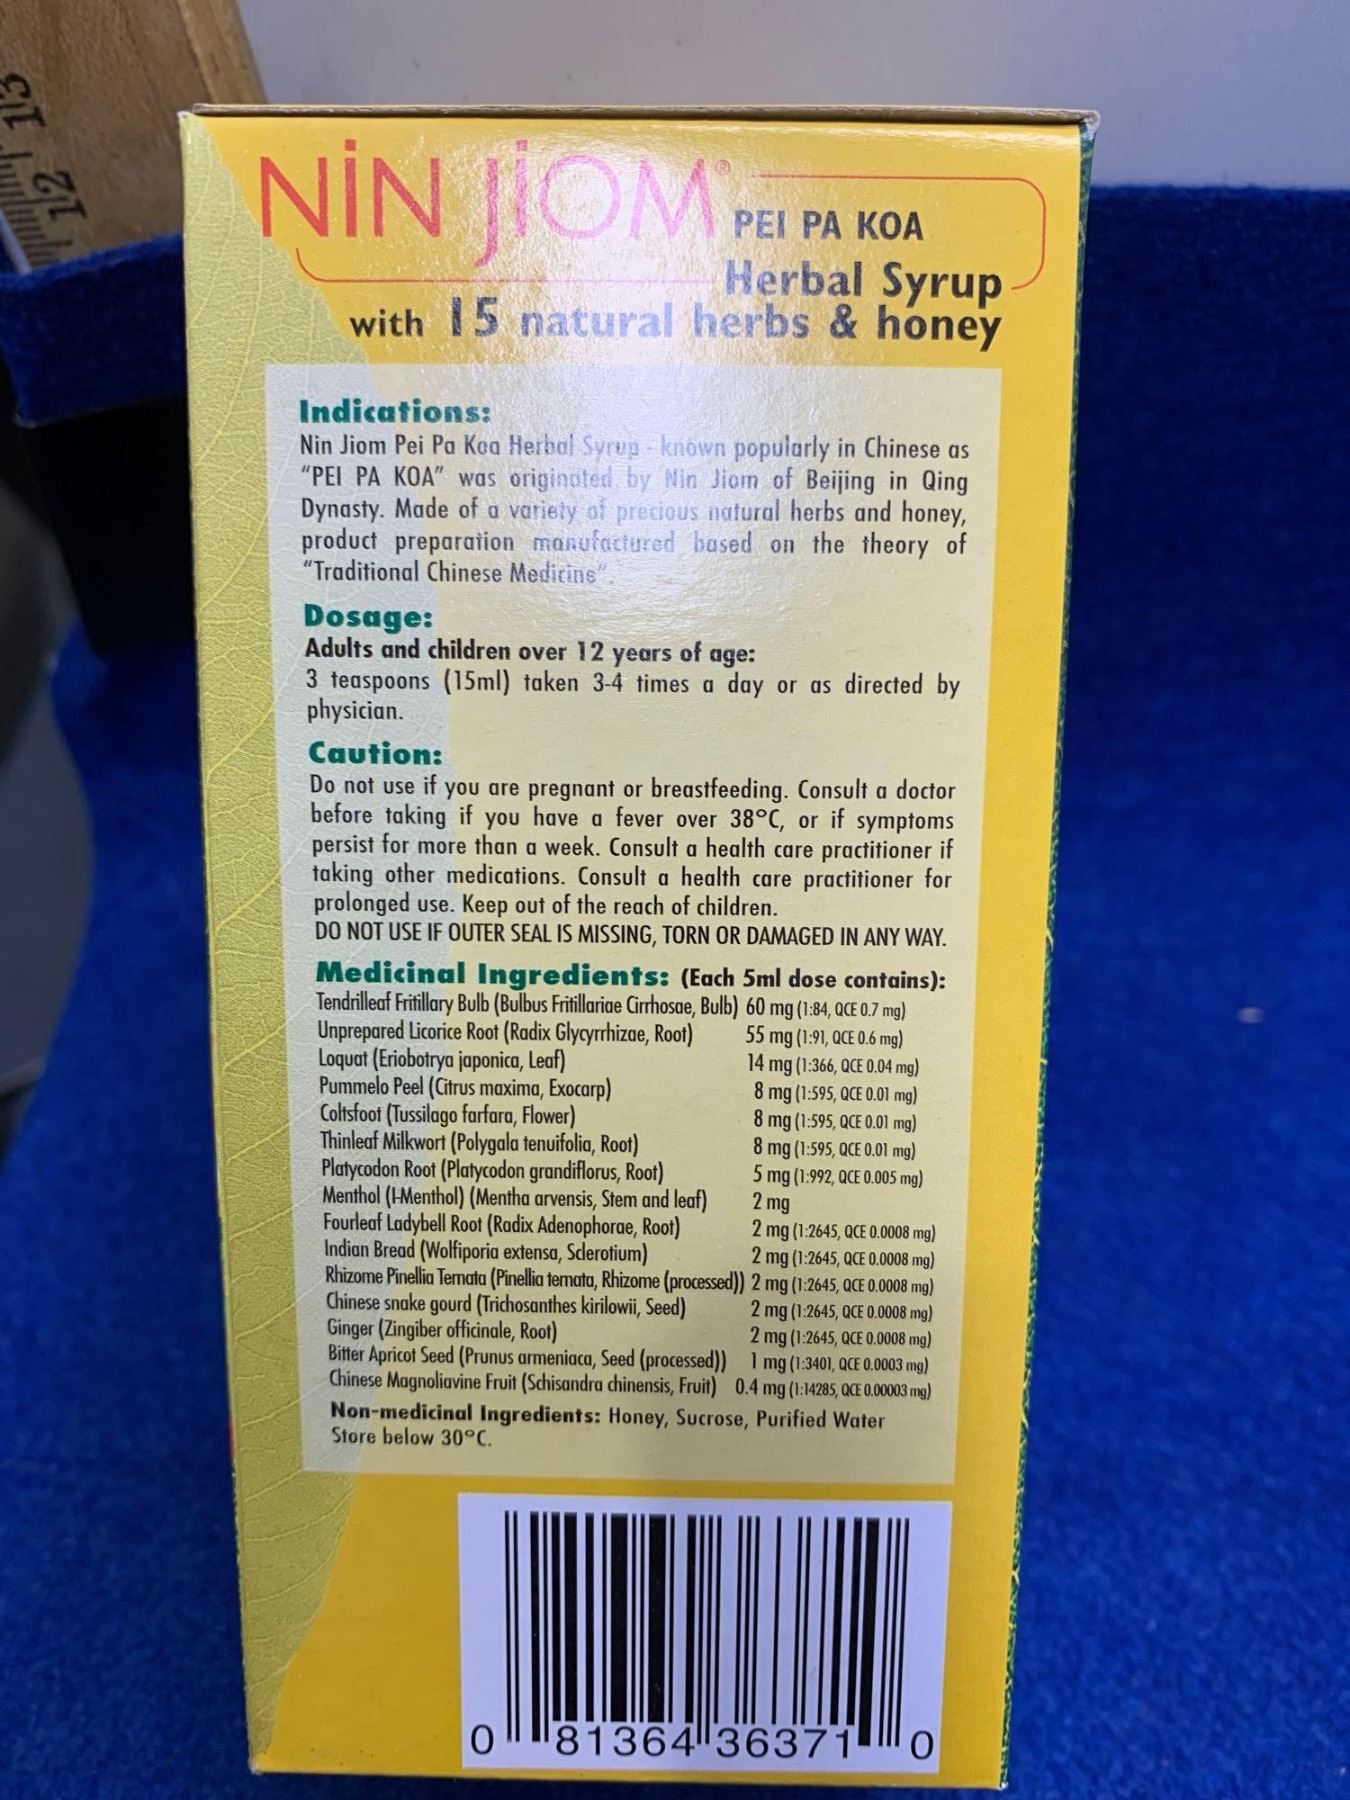 13
12
NiN JiOM® PEI PA KOA
Herbal Syrup
with 15 natural herbs & honey
Indications:
Nin Jiom Pei Pa Koa Herbal Syrup - known popularly in Chinese as
"PEI PA KOA" was originated by Nin Jiom of Beijing in Qing
Dynasty. Made of a variety of precious natural herbs and honey,
product preparation manufactured based on the theory of
"Traditional Chinese Medicine".
Dosage:
Adults and children over 12 years of age:
3 teaspoons (15ml) taken 3-4 times a day or as directed by
physician.
Caution:
Do not use if you are pregnant or breastfeeding. Consult a doctor
before taking if you have a fever over 38°C, or if symptoms
persist for more than a week. Consult a health care practitioner if
taking other medications. Consult a health care practitioner for
prolonged use. Keep out of the reach of children.
DO NOT USE IF OUTER SEAL IS MISSING, TORN OR DAMAGED IN ANY WAY.
Medicinal Ingredients: (Each 5ml dose contains):
Tendrilleaf Fritillary Bulb (Bulbus Fritillariae Cirrhosae, Bulb) 60 mg (1:84, QCE 0.7 mg)
Unprepared Licorice Root (Radix Glycyrrhizae, Root) 55 mg (1:91, QCE 0.6 mg)
Loquat (Eriobotrya japonica, Leaf) 14 mg (1:366, QCE 0.04 mg)
Pummelo Peel (Citrus maxima, Exocarp) 8 mg (1:595, QCE 0.01 mg)
Coltsfoot (Tussilago farfara, Flower) 8 mg (1:595, QCE 0.01 mg)
Thinleaf Milkwort (Polygala tenuifolia, Root) 8 mg (1:595, QCE 0.01 mg)
Platycodon Root (Platycodon grandiflorus, Root) 5 mg (1:992, QCE 0.005 mg)
Menthol (l-Menthol) (Mentha arvensis, Stem and leaf) 2 mg
Fourleaf Ladybell Root (Radix Adenophorae, Root) 2 mg (1:2645, QCE 0.0008 mg)
Indian Bread (Wolfiporia extensa, Sclerotium) 2 mg (1:2645, QCE 0.0008 mg)
Rhizome Pinellia Ternata (Pinellia ternata, Rhizome (processed)) 2 mg (1:2645, QCE 0.0008 mg)
Chinese snake gourd (Trichosanthes kirilowii, Seed) 2 mg (1:2645, QCE 0.0008 mg)
Ginger (Zingiber officinale, Root) 2 mg (1:2645, QCE 0.0008 mg)
Bitter Apricot Seed (Prunus armeniaca, Seed (processed)) 1 mg (1:3401, QCE 0.0003 mg)
Chinese Magnoliavine Fruit (Schisandra chinensis, Fruit) 0.4 mg (1:14285, QCE 0.00003 mg)
Non-medicinal Ingredients: Honey, Sucrose, Purified Water
Store below 30°C.
0 81364 36371 0